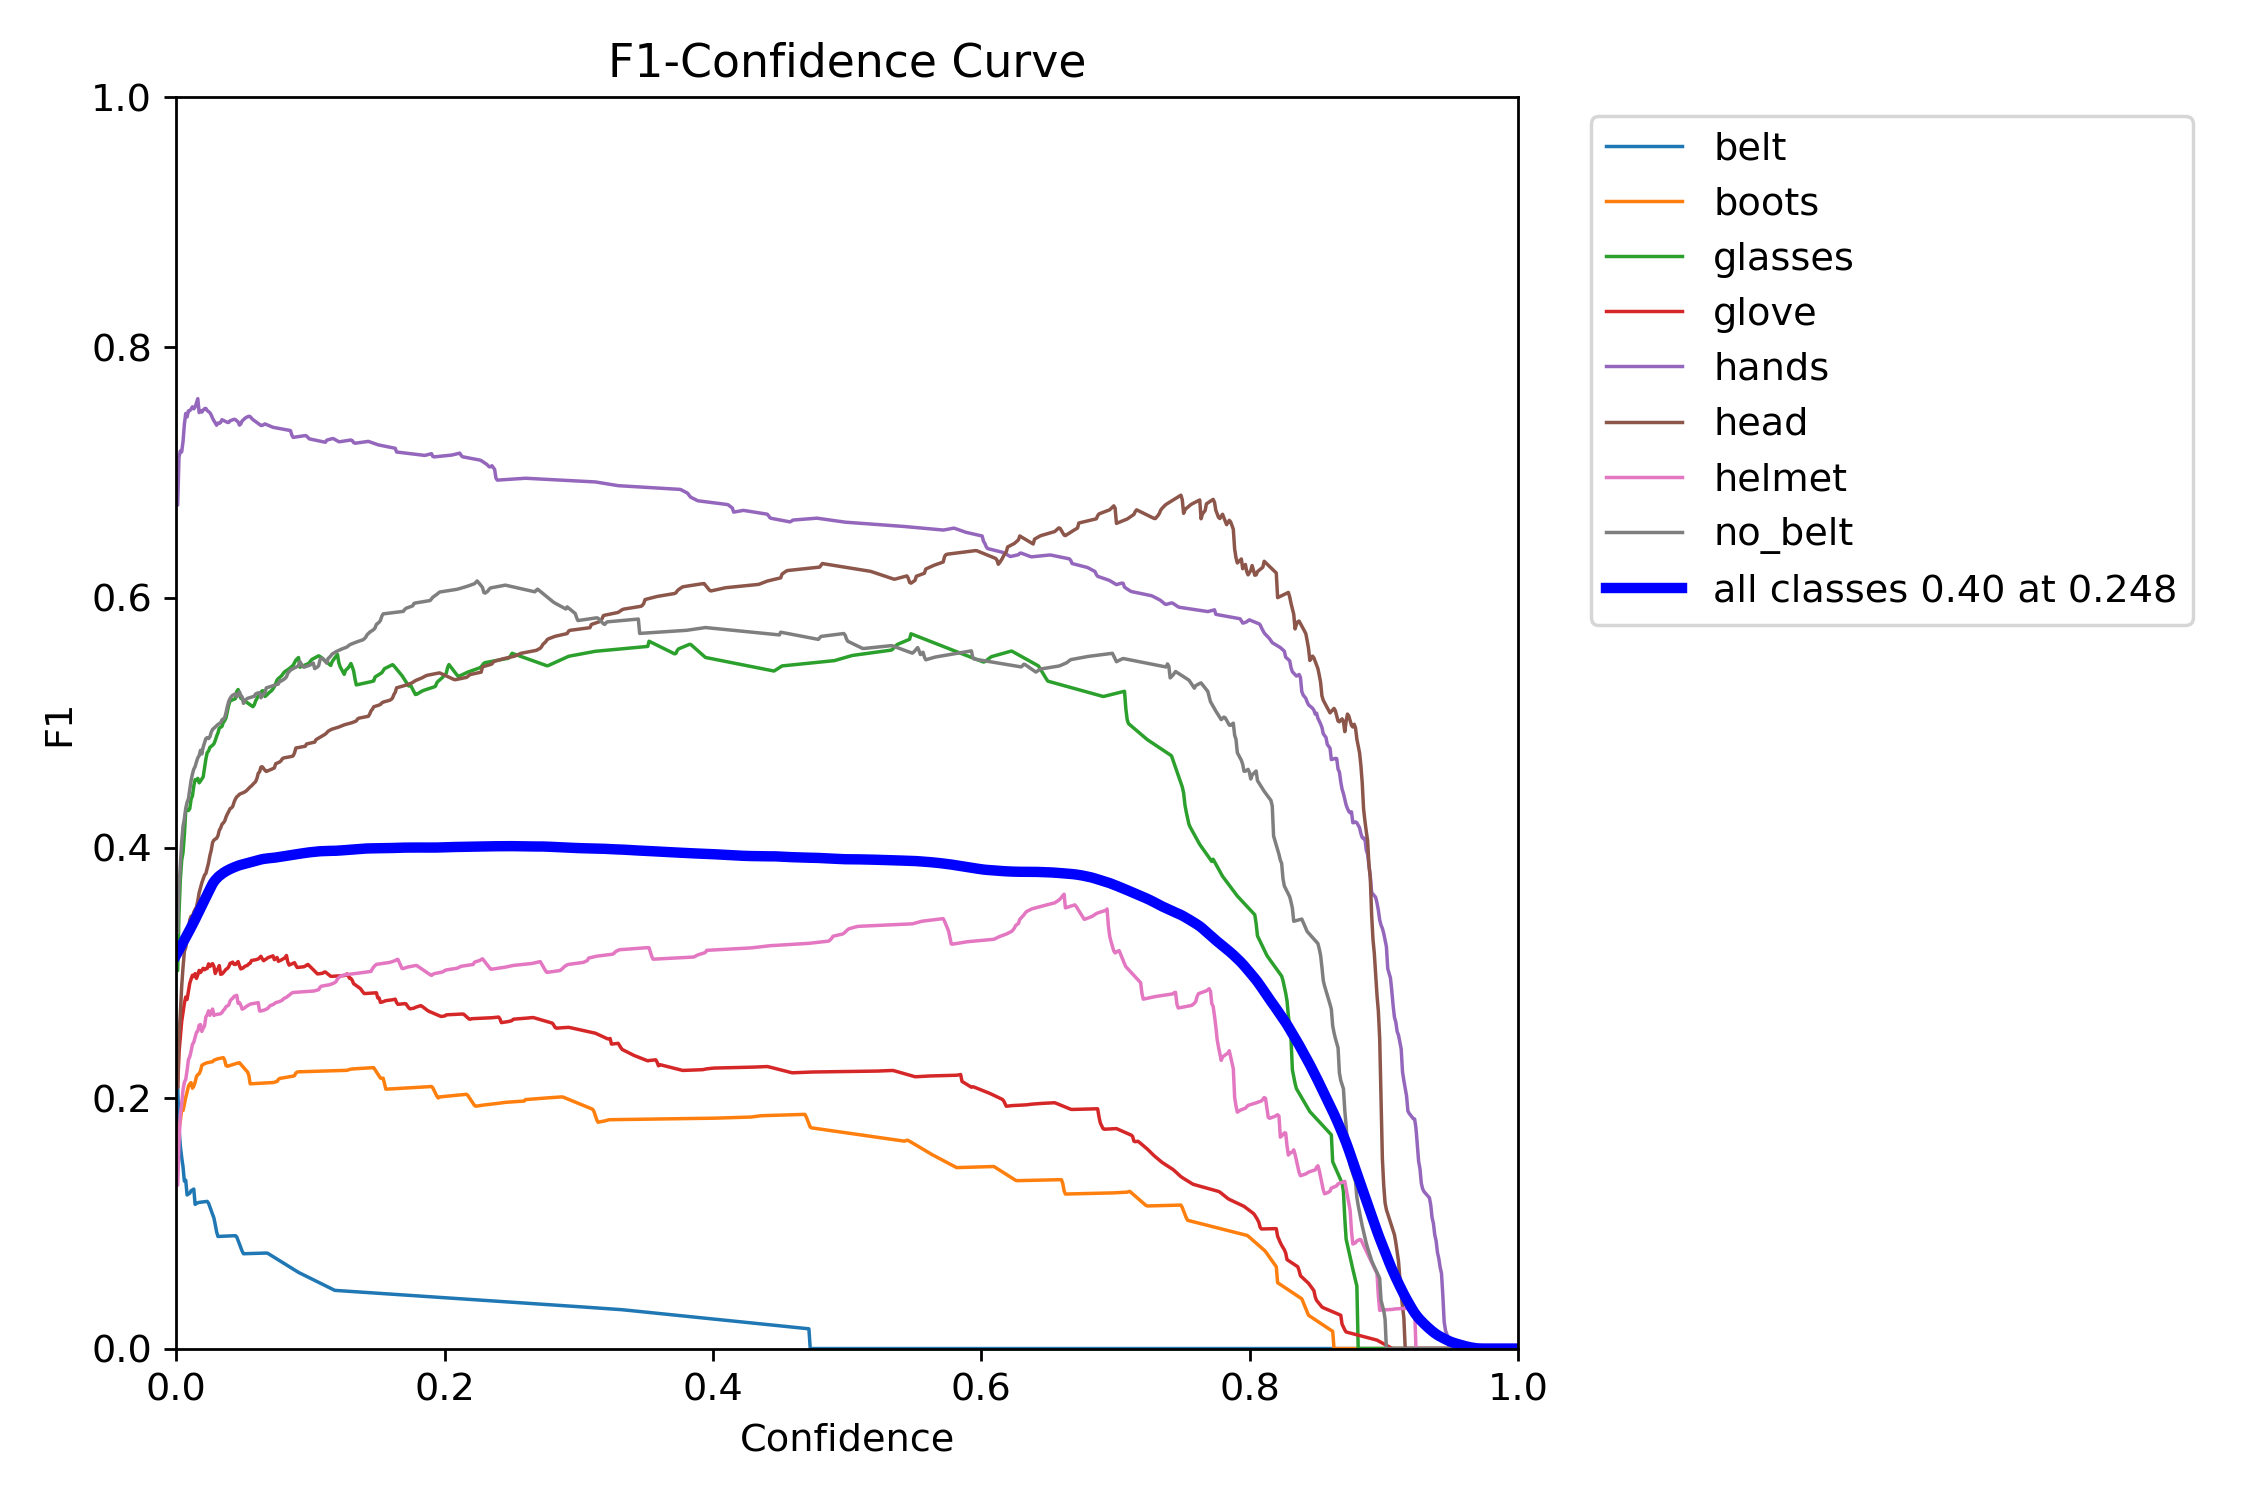 F1-Confidence Curve
1.0
0.8
0.6
0.4
0.2
0.0
F1
0.0 0.2 0.4 0.6 0.8 1.0
Confidence
belt
boots
glasses
glove
hands
head
helmet
no_belt
all classes 0.40 at 0.248